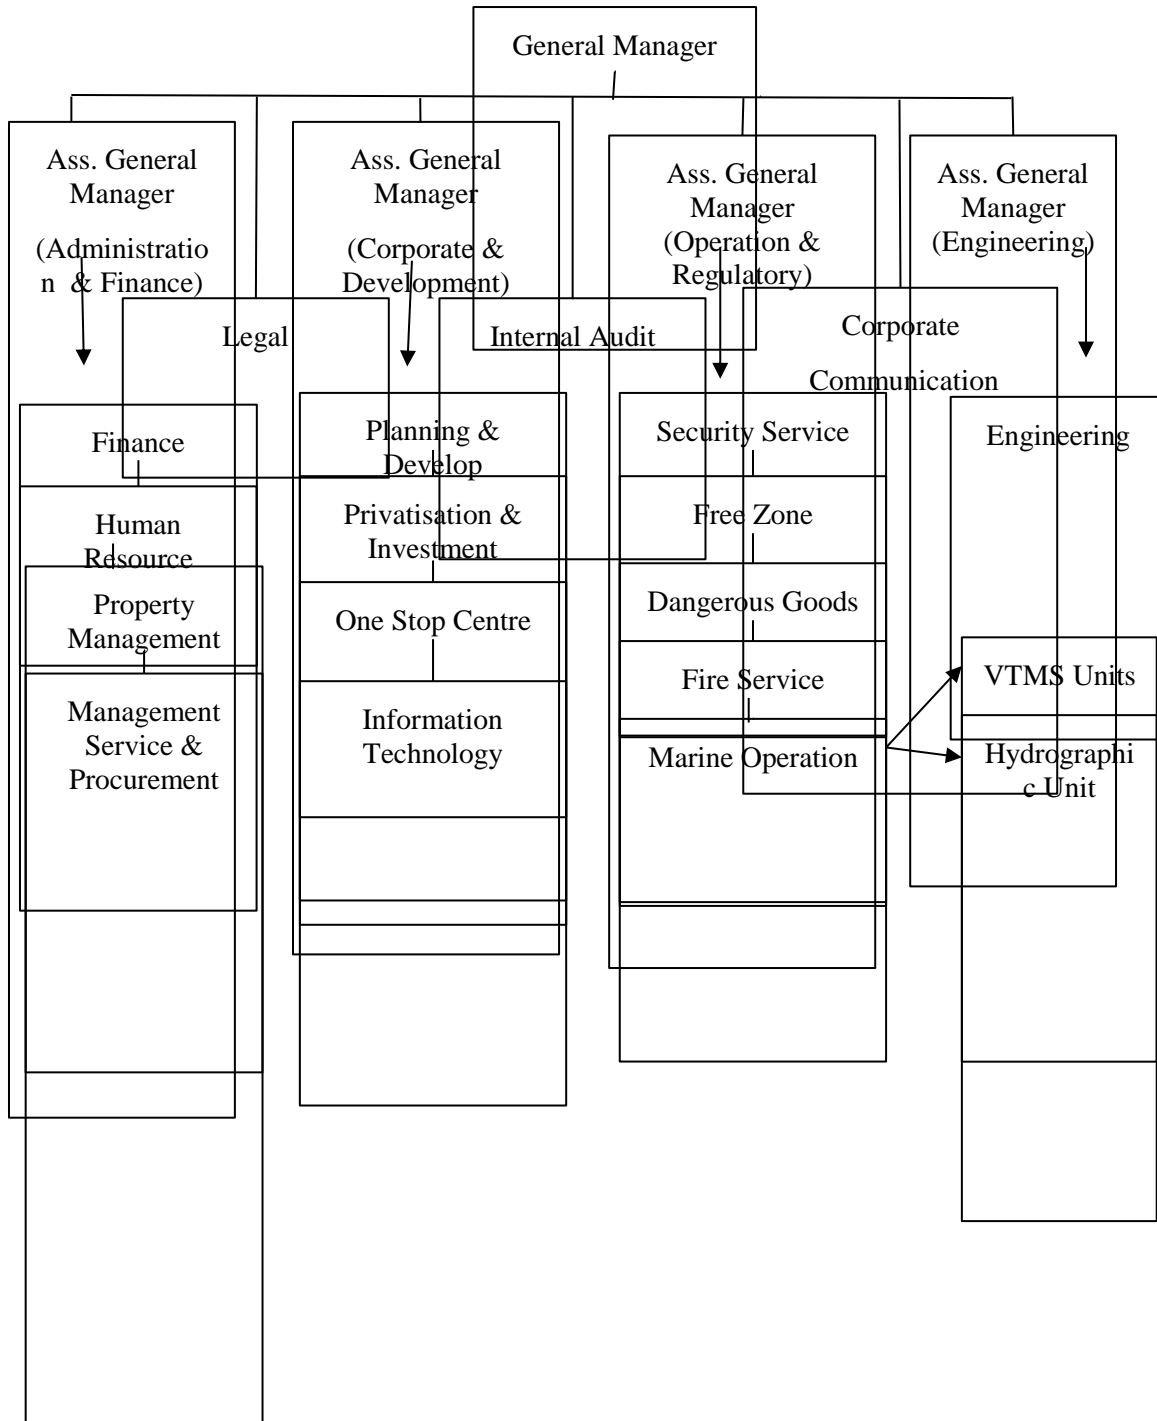 General Manager
Ass. General
Manager
(Administratio
n & Finance)
Ass. General
Manager
(Corporate &
Development)
Ass. General
Manager
(Operation &
Regulatory)
Ass. General
Manager
(Engineering)
Legal
Internal Audit
Corporate
Communication
Finance
Human
Resource
Property
Management
Management
Service &
Procurement
Planning &
Develop
Privatisation &
Investment
One Stop Centre
Information
Technology
Security Service
Free Zone
Dangerous Goods
Fire Service
Marine Operation
Engineering
VTMS Units
Hydrographi
c Unit